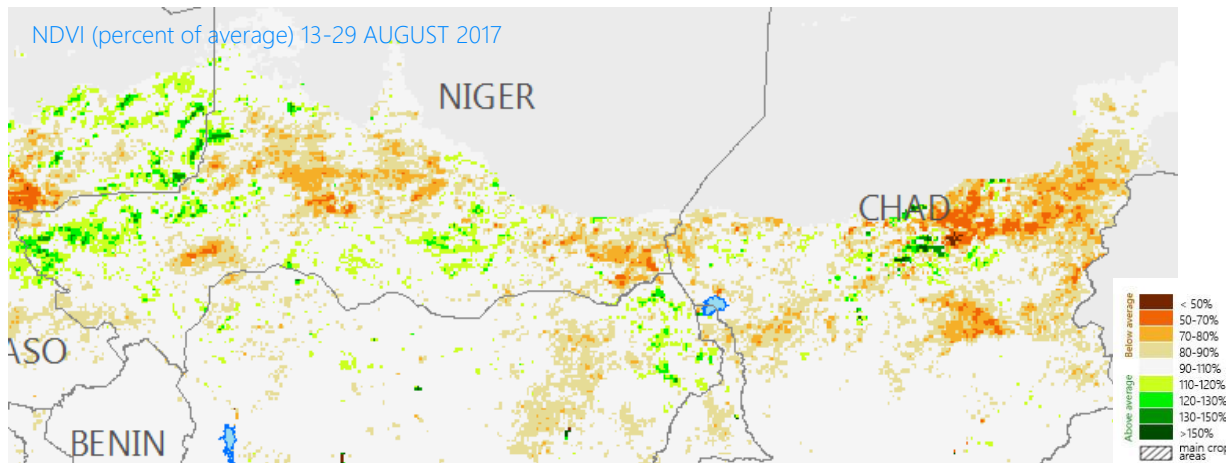 NDVI (percent of average) 13-29 AUGUST 2017
NIGER
CHAD
ASO
BENIN
Below average
Above average
< 50%
50-70%
70-80%
80-90%
90-110%
110-120%
120-130%
130-150%
>150%
main crop
areas